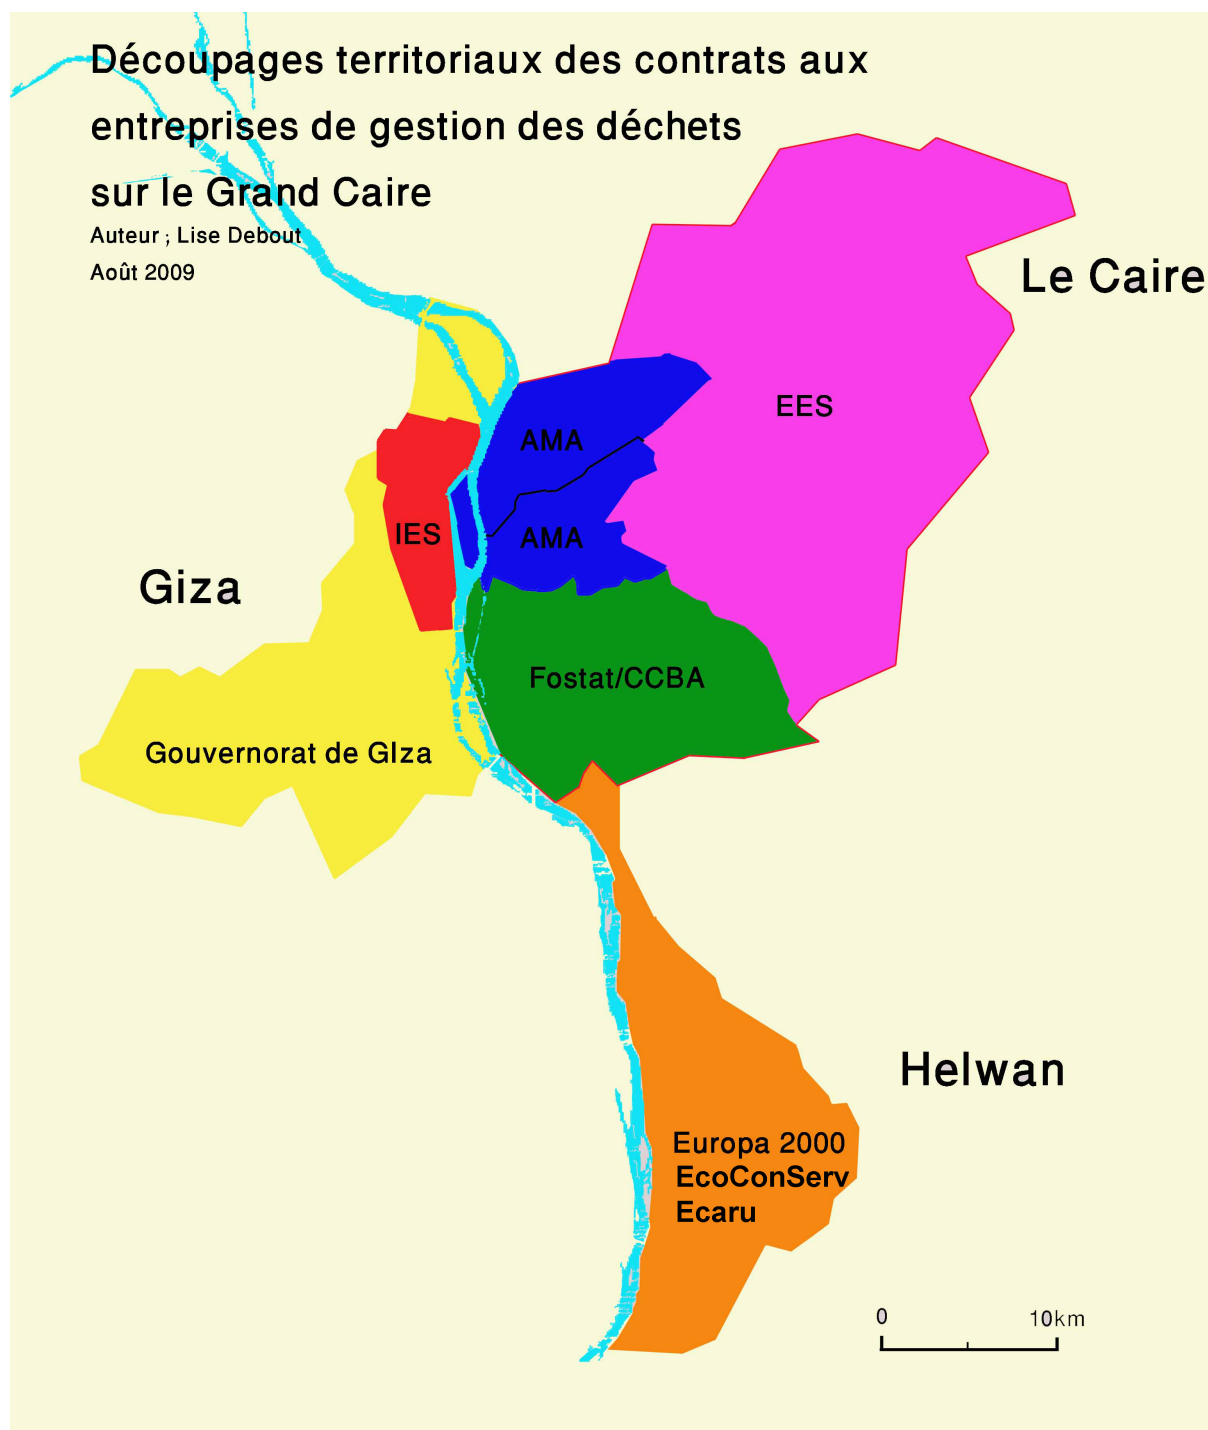 Découpages territoriaux des contrats aux
entreprises de gestion des déchets
sur le Grand Caire
Auteur ; Lise Debout
Août 2009
Le Caire
EES
AMA
AMA
IES
Giza
Fostat/CCBA
Gouvernorat de GIza
Helwan
Europa 2000
EcoConServ
Ecaru
0 10km